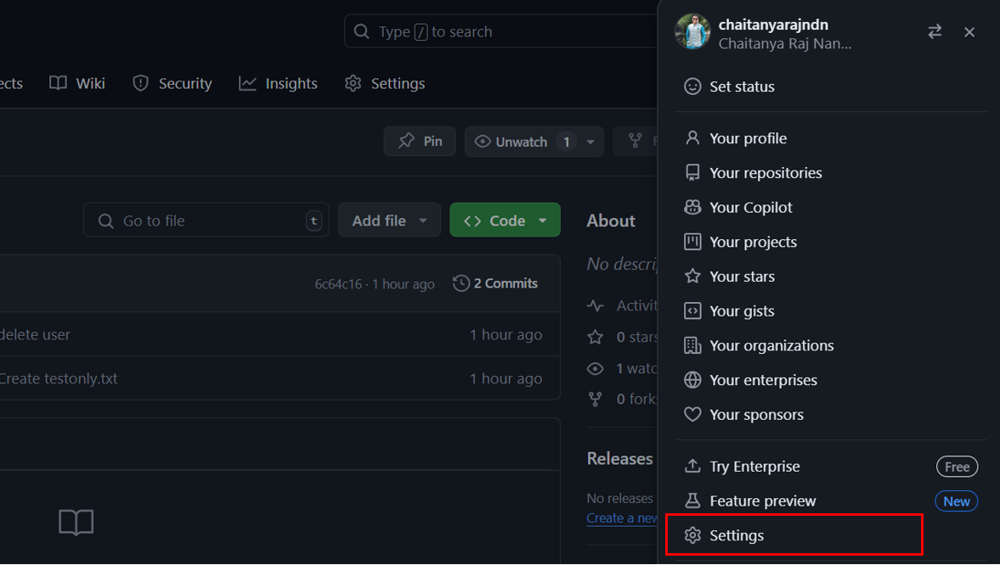 Type / to search
ects
Wiki
Security
Insights
Settings
Pin
Unwatch 1
Go to file t
Add file
Code
6c64c16 · 1 hour ago
2 Commits
delete user
1 hour ago
Create testonly.txt
1 hour ago
About
No descrip
Activit
0 stars
1 watc
0 forks
Releases
No releases
Create a new
chaitanyarajndn
Chaitanya Raj Nan...
Set status
Your profile
Your repositories
Your Copilot
Your projects
Your stars
Your gists
Your organizations
Your enterprises
Your sponsors
Try Enterprise Free
Feature preview New
Settings